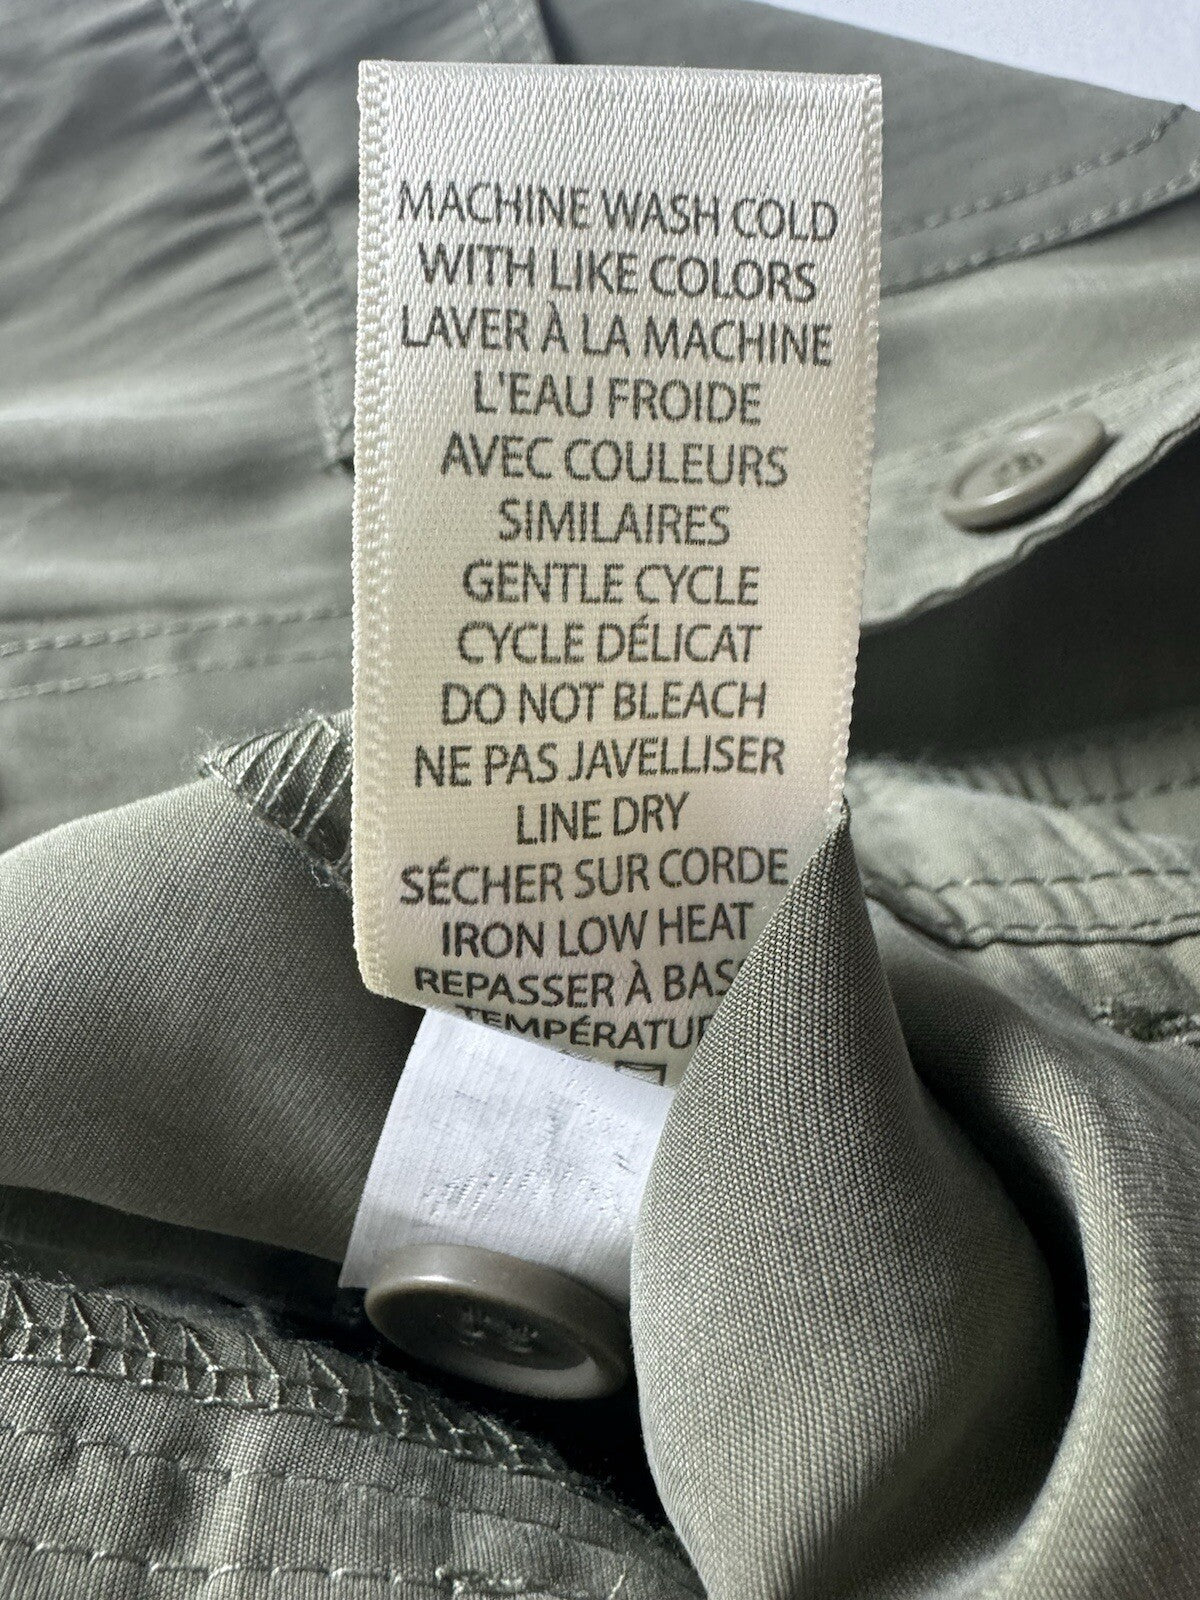 MACHINE WASH COLD
WITH LIKE COLORS
LAVER À LA MACHINE
L'EAU FROIDE
AVEC COULEURS
SIMILAIRES
GENTLE CYCLE
CYCLE DÉLICAT
DO NOT BLEACH
NE PAS JAVELLISER
LINE DRY
SÉCHER SUR CORDE
IRON LOW HEAT
REPASSER À